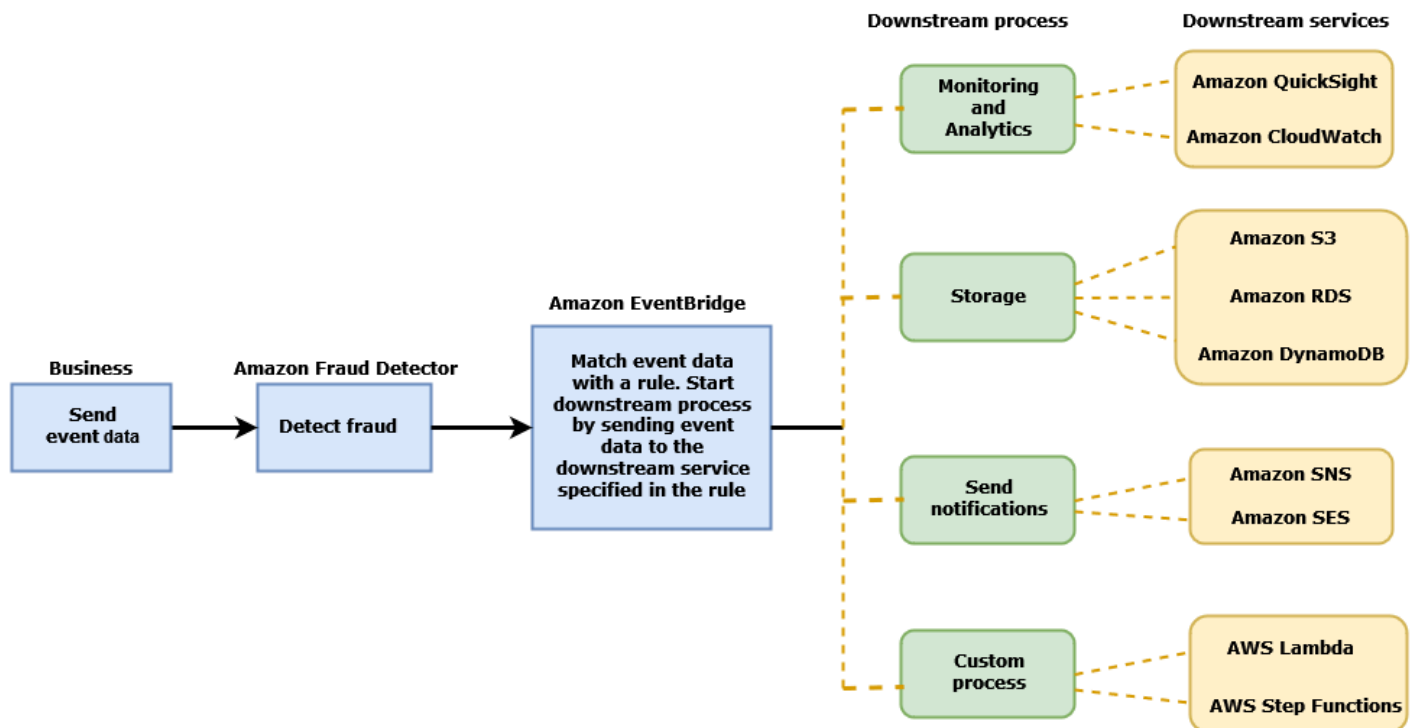 Downstream process
Downstream services
Monitoring
and
Analytics
Amazon QuickSight
Amazon CloudWatch
Storage
Amazon S3
Amazon RDS
Amazon DynamoDB
Business
Send
event data
Amazon Fraud Detector
Detect fraud
Amazon EventBridge
Match event data
with a rule. Start
downstream process
by sending event
data to the
downstream service
specified in the rule
Send
notifications
Amazon SNS
Amazon SES
Custom
process
AWS Lambda
AWS Step Functions